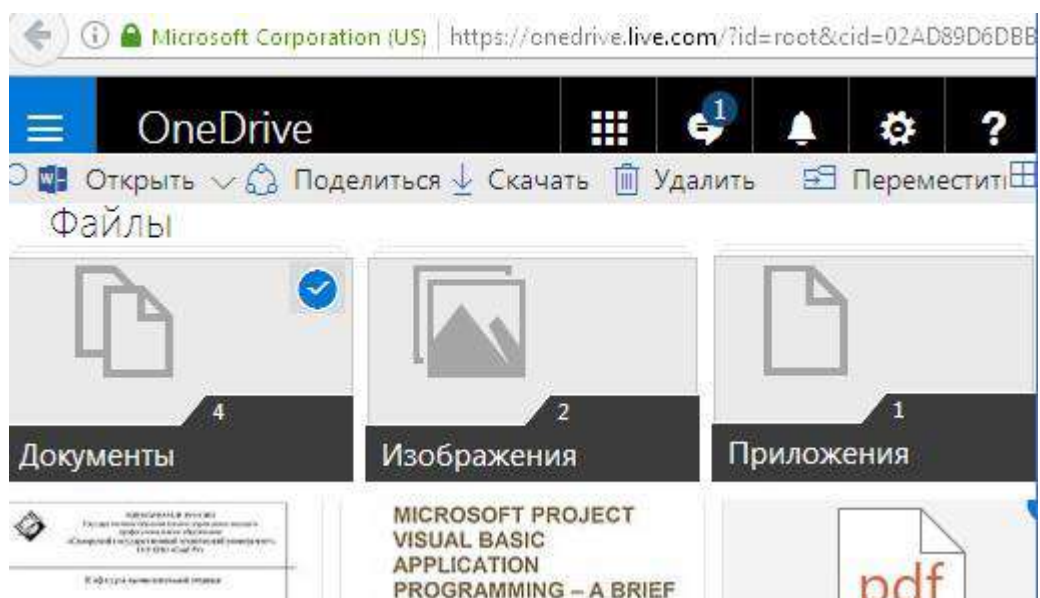 Microsoft Corporation (US) https://onedrive.live.com/?id=root&cid=02AD89D6DBB
OneDrive 1 ?
Открыть Поделиться Скачать Удалить Переместить
Файлы
4 2 1
Документы Изображения Приложения
MICROSOFT PROJECT
VISUAL BASIC
APPLICATION
PROGRAMMING – A BRIEF
pdf